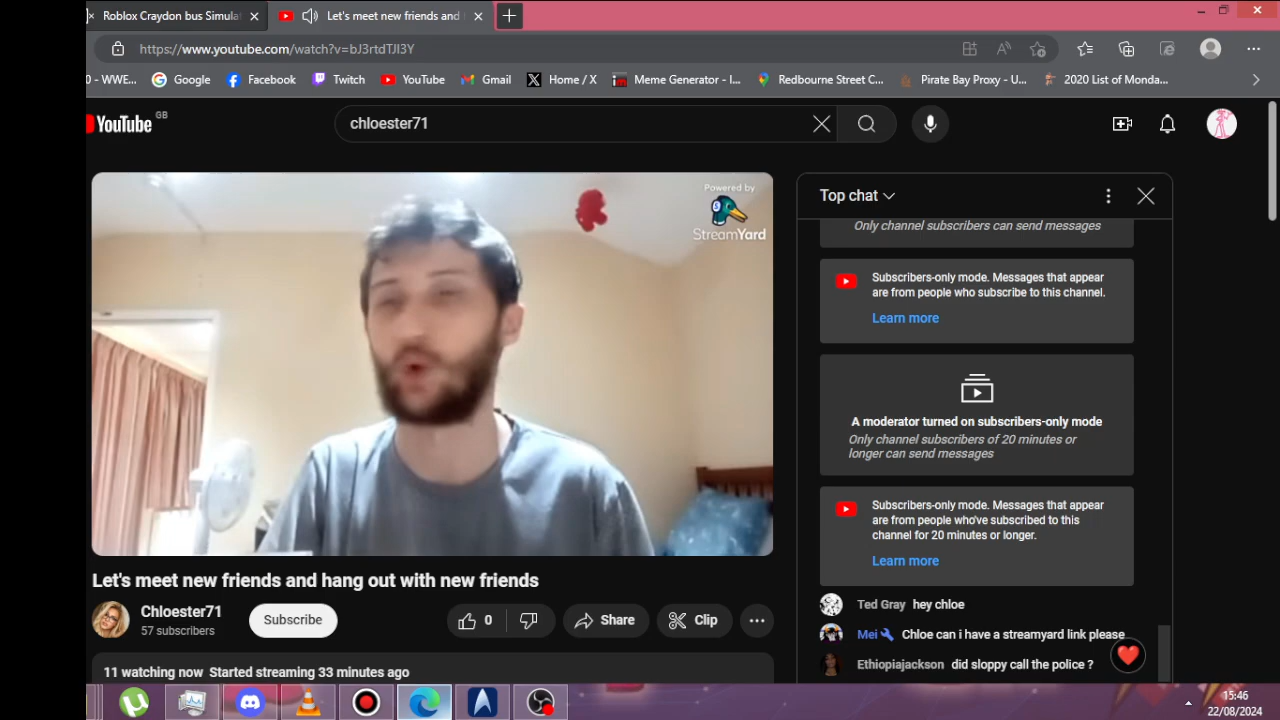 Roblox Craydon bus Simulat
Let's meet new friends and
https://www.youtube.com/watch?v=bJ3rtdTJI3Y
0 - WWE...
Google
Facebook
Twitch
YouTube
Gmail
Home / X
Meme Generator - I...
Redbourne Street C...
Pirate Bay Proxy - U...
2020 List of Monda...
YouTube GB
chloester71
Powered by
StreamYard
Top chat
Only channel subscribers can send messages
Subscribers-only mode. Messages that appear
are from people who subscribe to this channel.
Learn more
A moderator turned on subscribers-only mode
Only channel subscribers of 20 minutes or
longer can send messages
Subscribers-only mode. Messages that appear
are from people who've subscribed to this
channel for 20 minutes or longer.
Learn more
Let's meet new friends and hang out with new friends
Chloester71
57 subscribers
Subscribe
0
Share
Clip
Ted Gray hey chloe
Mei Chloe can i have a streamyard link please
Ethiopiajackson did sloppy call the police ?
11 watching now Started streaming 33 minutes ago
15:46
22/08/2024